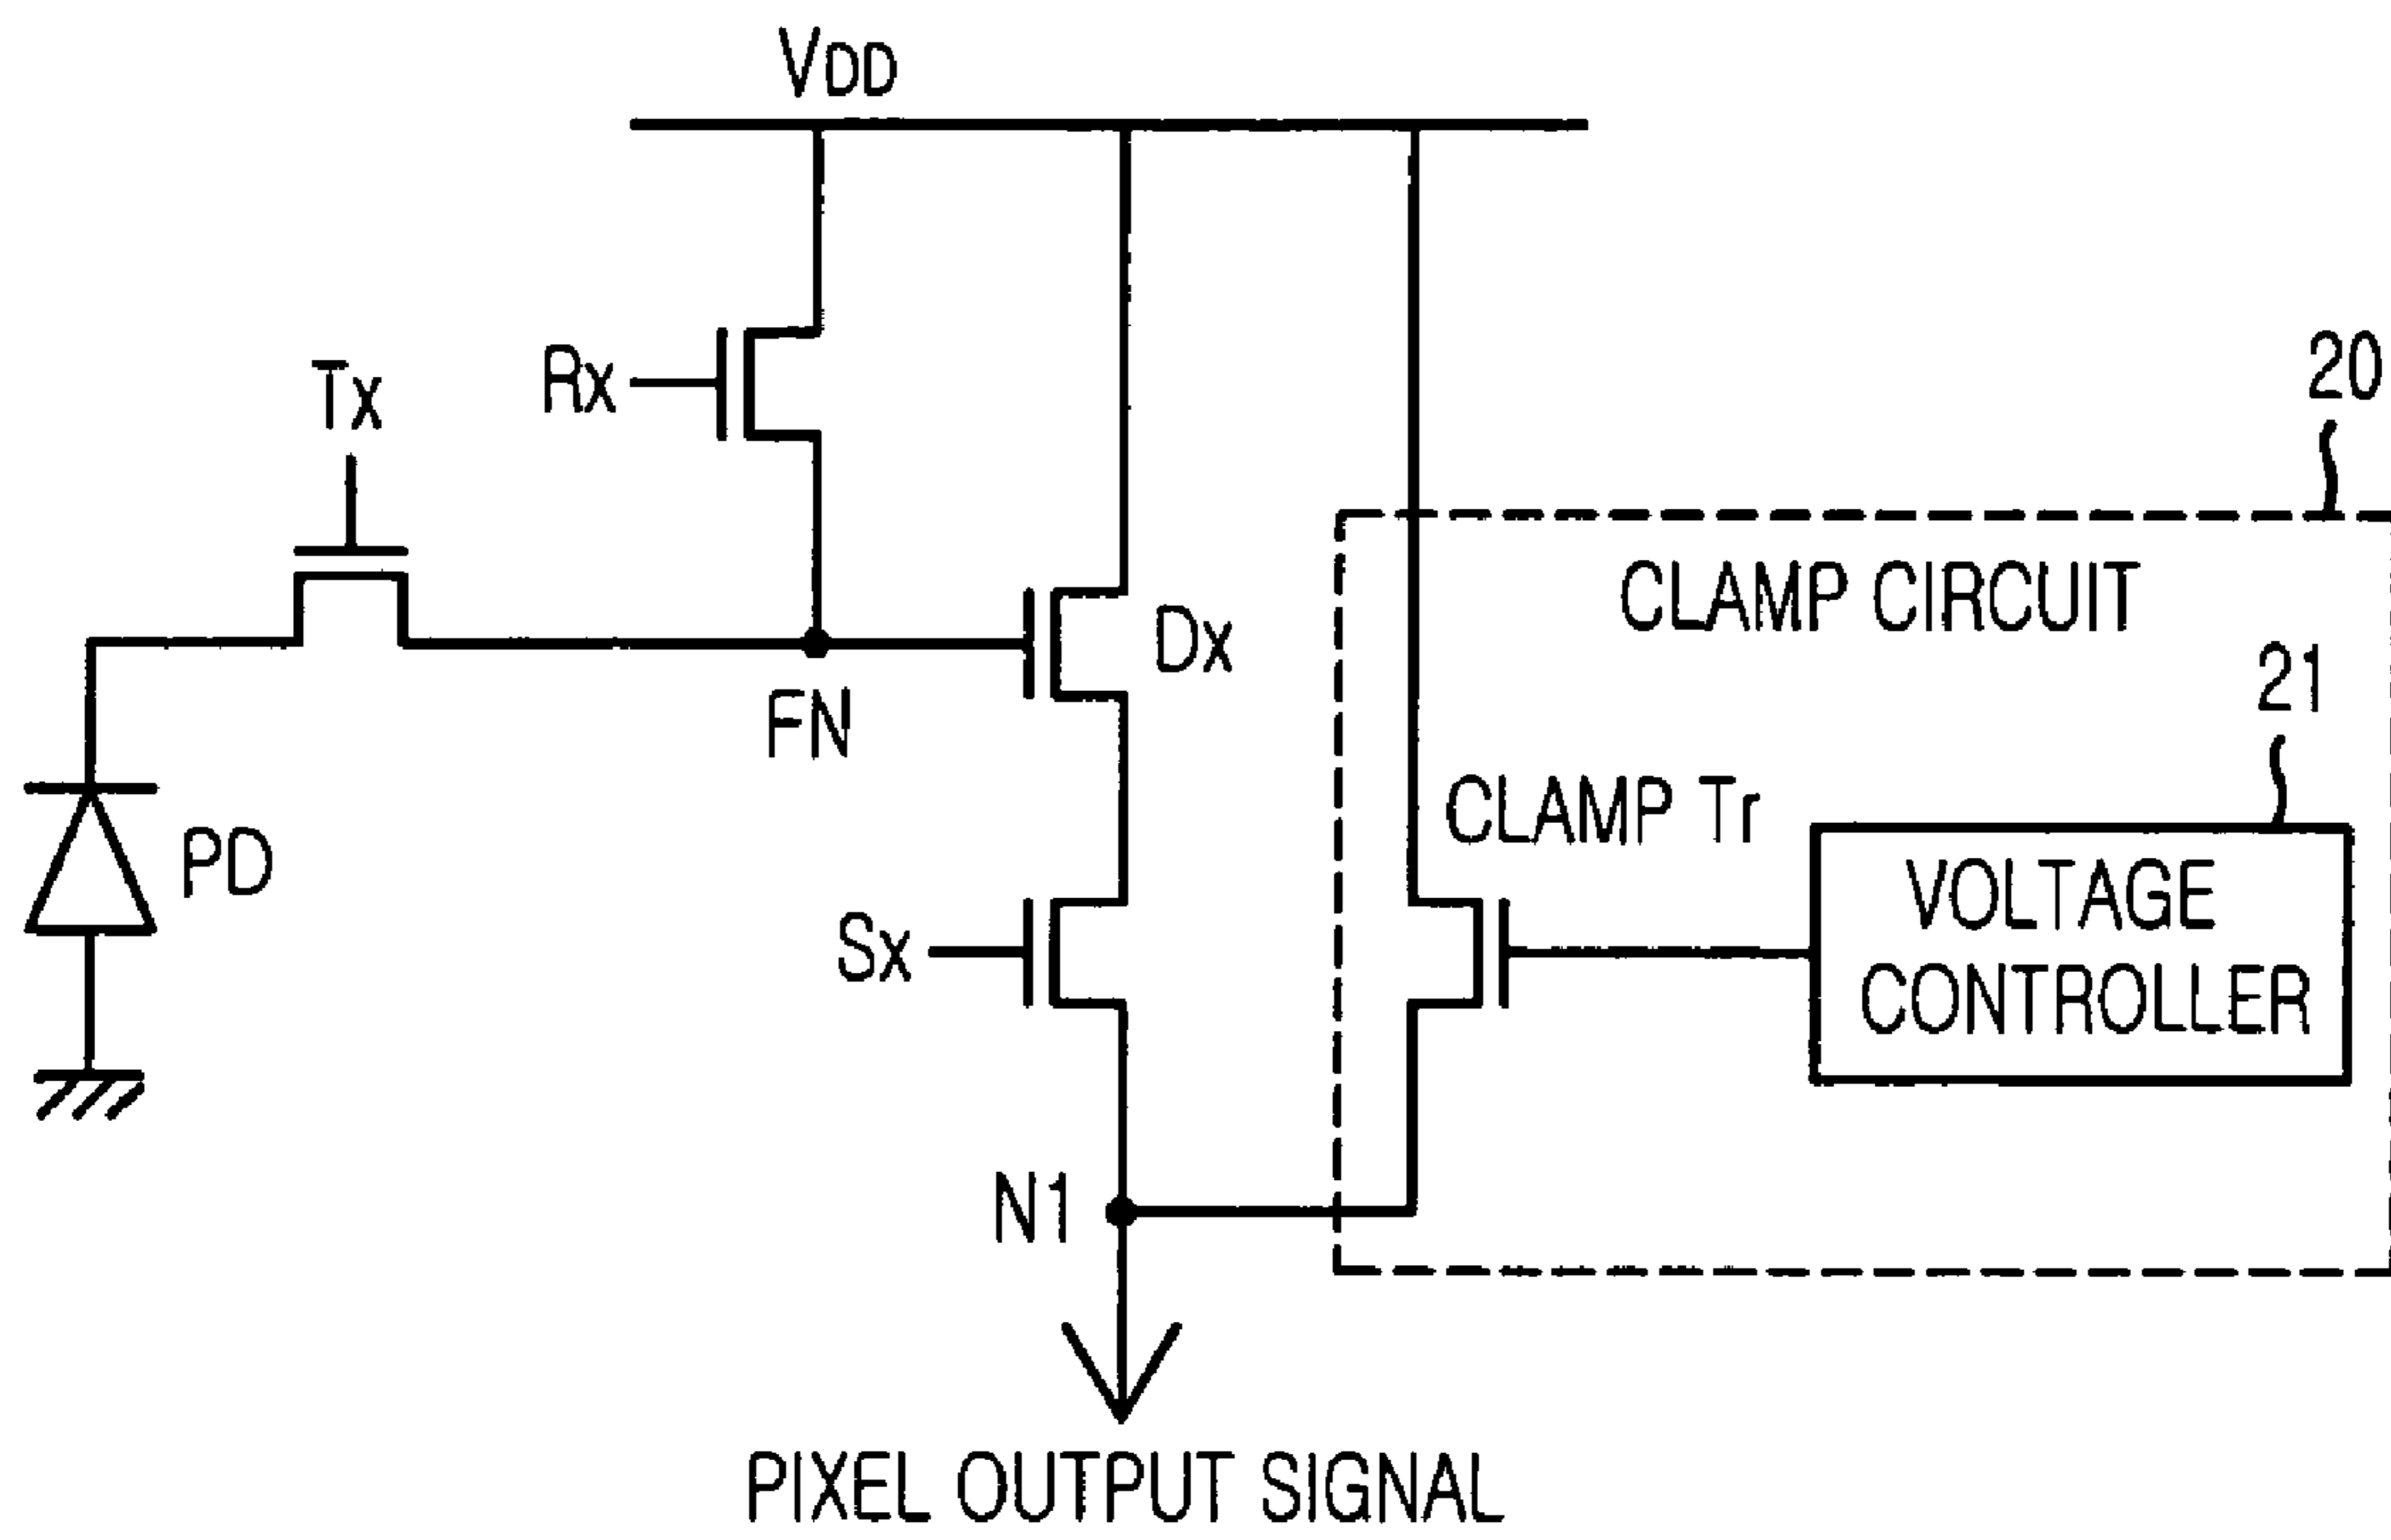 VDD
Rx
Tx
20
CLAMP CIRCUIT
Dx
21
FN
CLAMP Tr
PD
VOLTAGE
CONTROLLER
Sx
N1
PIXEL OUTPUT SIGNAL